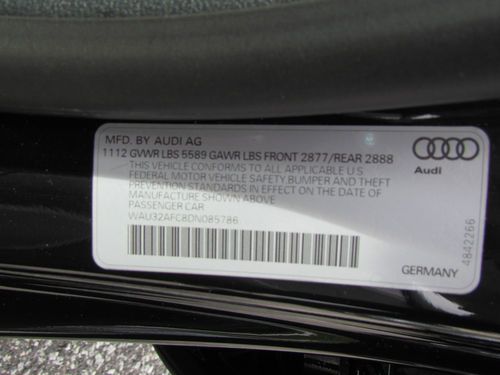 MFD. BY AUDI AG
1112 GVWR LBS 5589 GAWR LBS FRONT 2877/REAR 2888
THIS VEHICLE CONFORMS TO ALL APPLICABLE U.S.
FEDERAL MOTOR VEHICLE SAFETY, BUMPER AND THEFT
PREVENTION STANDARDS IN EFFECT ON THE DATE OF
MANUFACTURE SHOWN ABOVE
PASSENGER CAR
WAU32AFC8DN085786
Audi
4842266
GERMANY